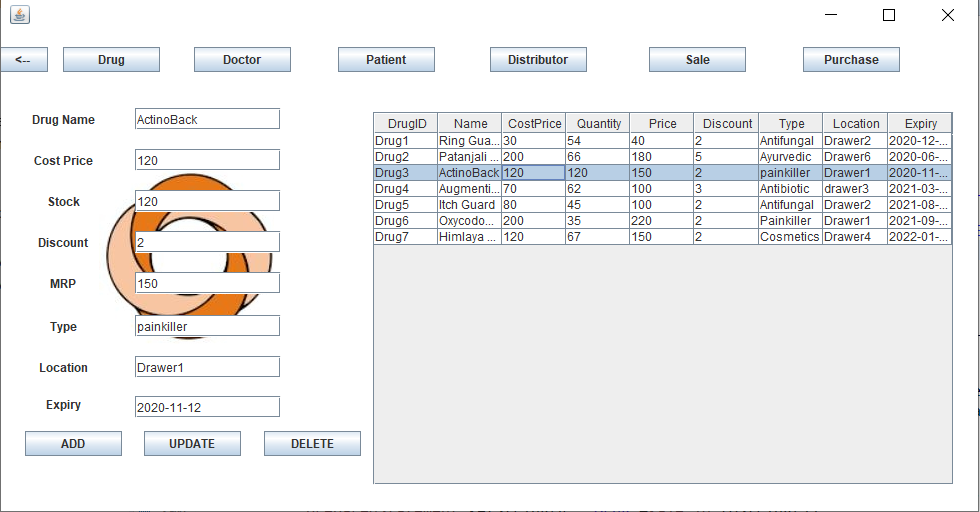 <-- Drug Doctor Patient Distributor Sale Purchase
Drug Name ActinoBack
Cost Price 120
Stock 120
Discount 2
MRP 150
Type painkiller
Location Drawer1
Expiry 2020-11-12
ADD UPDATE DELETE
DrugID Name CostPrice Quantity Price Discount Type Location Expiry
Drug1 Ring Gua... 30 54 40 2 Antifungal Drawer2 2020-12-...
Drug2 Patanjali ... 200 66 180 5 Ayurvedic Drawer6 2020-06-...
Drug3 ActinoBack 120 120 150 2 painkiller Drawer1 2020-11-...
Drug4 Augmenti... 70 62 100 3 Antibiotic drawer3 2021-03-...
Drug5 Itch Guard 80 45 100 2 Antifungal Drawer2 2021-08-...
Drug6 Oxycodo... 200 35 220 2 Painkiller Drawer1 2021-09-...
Drug7 Himlaya ... 120 67 150 2 Cosmetics Drawer4 2022-01-...